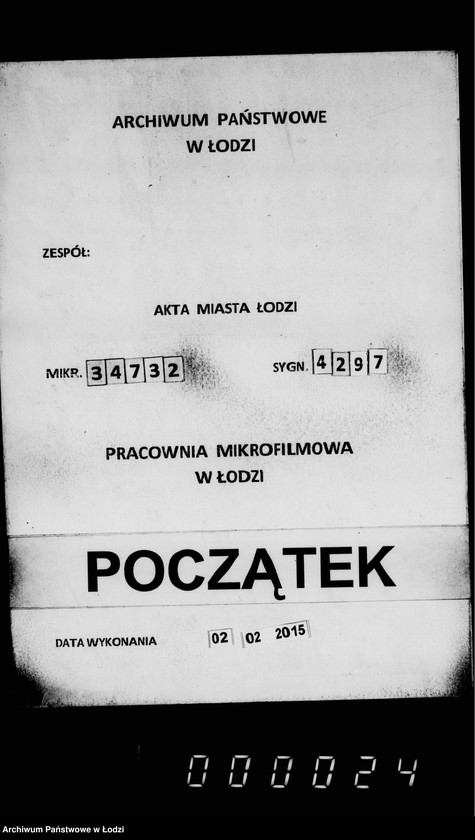 ARCHIWUM PAŃSTWOWE
W ŁODZI
ZESPÓŁ:
AKTA MIASTA ŁODZI
MIKR. 34732 SYGN. 4297
PRACOWNIA MIKROFILMOWA
W ŁODZI
POCZĄTEK
DATA WYKONANIA 02 02 2015
000024
Archiwum Państwowe w Łodzi